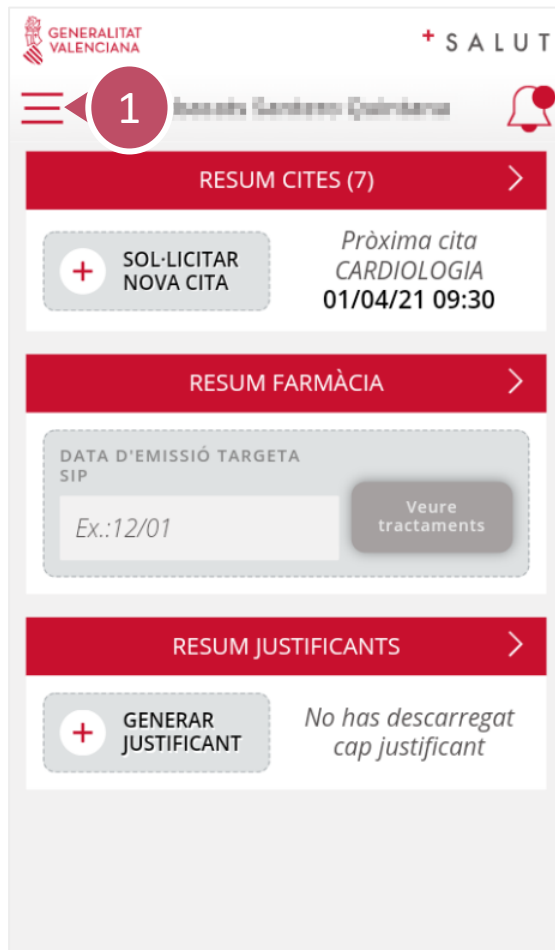 GENERALITAT
VALENCIANA
+ SALUT
1
RESUM CITES (7)
SOL·LICITAR
NOVA CITA
Pròxima cita
CARDIOLOGIA
01/04/21 09:30
RESUM FARMÀCIA
DATA D'EMISSIÓ TARGETA
SIP
Ex.:12/01
Veure
tractaments
RESUM JUSTIFICANTS
GENERAR
JUSTIFICANT
No has descarregat
cap justificant